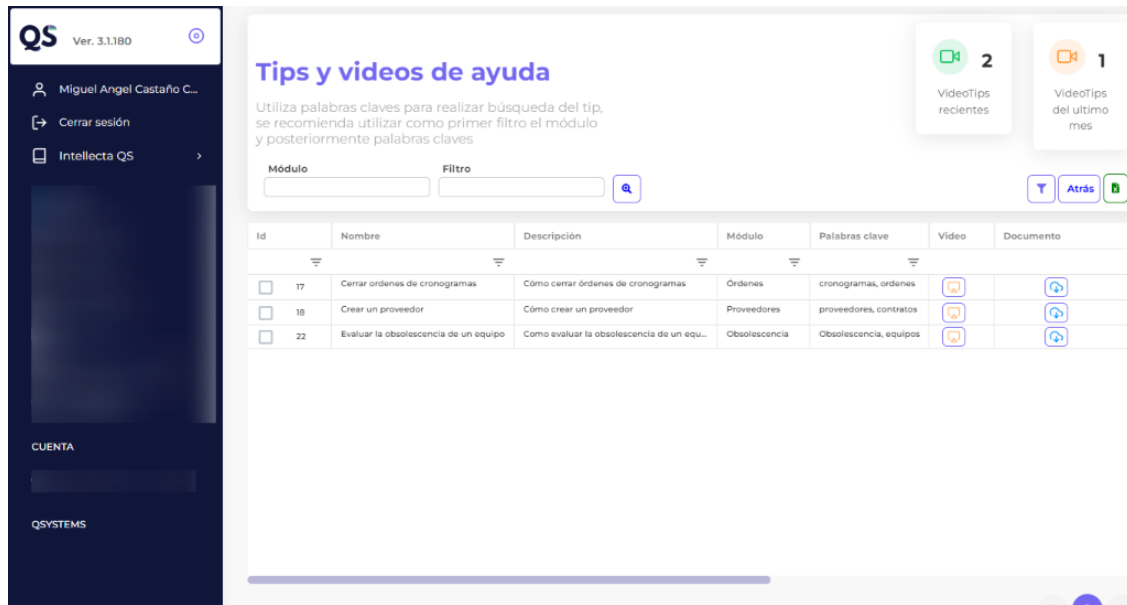 QS Ver. 3.1.180
Miguel Angel Castaño C...
Cerrar sesión
Intellecta QS
CUENTA
QSYSTEMS
Tips y videos de ayuda
Utiliza palabras claves para realizar búsqueda del tip,
se recomienda utilizar como primer filtro el módulo
y posteriormente palabras claves
2
VideoTips
recientes
1
VideoTips
del ultimo
mes
Módulo Filtro
Atrás
Id Nombre Descripción Módulo Palabras clave Video Documento
17 Cerrar ordenes de cronogramas Cómo cerrar órdenes de cronogramas Órdenes cronogramas, ordenes
18 Crear un proveedor Cómo crear un proveedor Proveedores proveedores, contratos
22 Evaluar la obsolescencia de un equipo Como evaluar la obsolescencia de un equ... Obsolescencia Obsolescencia, equipos